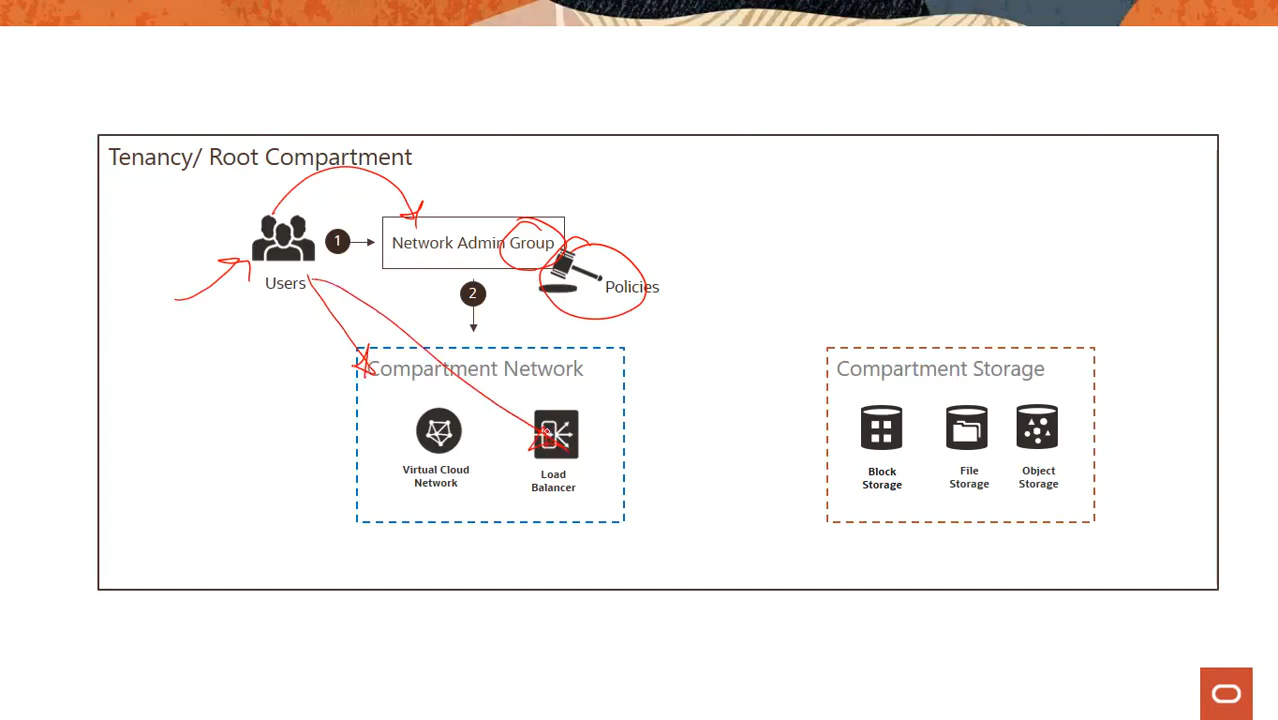 Tenancy/ Root Compartment
1
Network Admin Group
Users
2
Policies
Compartment Network
Compartment Storage
Virtual Cloud
Network
Load
Balancer
Block
Storage
File
Storage
Object
Storage